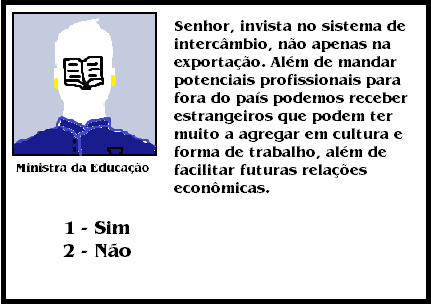 Senhor, invista no sistema de
intercâmbio, não apenas na
exportação. Além de mandar
potenciais profissionais para
fora do país podemos receber
estrangeiros que podem ter
muito a agregar em cultura e
forma de trabalho, além de
facilitar futuras relações
econômicas.
Ministra da Educação
1 - Sim
2 - Não